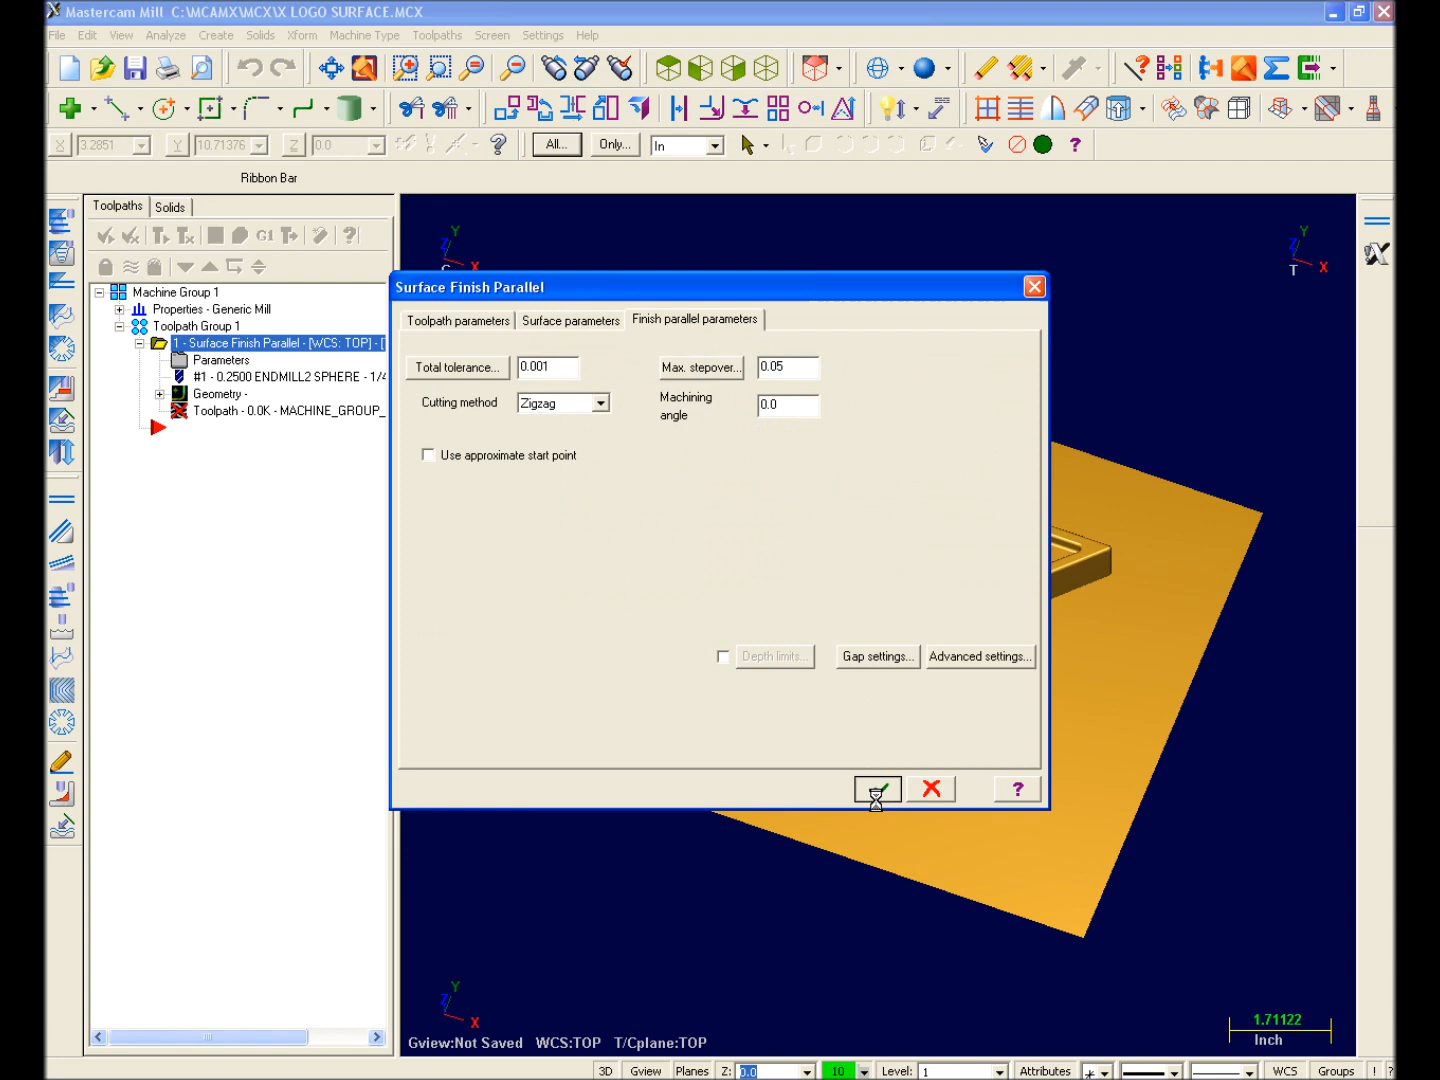 Mastercam Mill C:\MCAMX\MCX\X LOGO SURFACE.MCX
File Edit View Analyze Create Solids Xform Machine Type Toolpaths Screen Settings Help
X 3.2851 Y 10.71376 Z 0.0 All... Only... In
Ribbon Bar
Toolpaths Solids
G1
Machine Group 1
Properties - Generic Mill
Toolpath Group 1
1 - Surface Finish Parallel - [WCS: TOP] - [
Parameters
#1 - 0.2500 ENDMILL2 SPHERE - 1/4
Geometry -
Toolpath - 0.0K - MACHINE_GROUP_
Y
Z
X
Y
Z
X
T
Surface Finish Parallel
Toolpath parameters Surface parameters Finish parallel parameters
Total tolerance... 0.001 Max. stepover... 0.05
Cutting method Zigzag Machining angle 0.0
Use approximate start point
Depth limits... Gap settings... Advanced settings...
?
Y
Z
X
1.71122
Inch
Gview:Not Saved WCS:TOP T/Cplane:TOP
3D Gview Planes Z: 0.0 10 Level: 1 Attributes WCS Groups ! ?